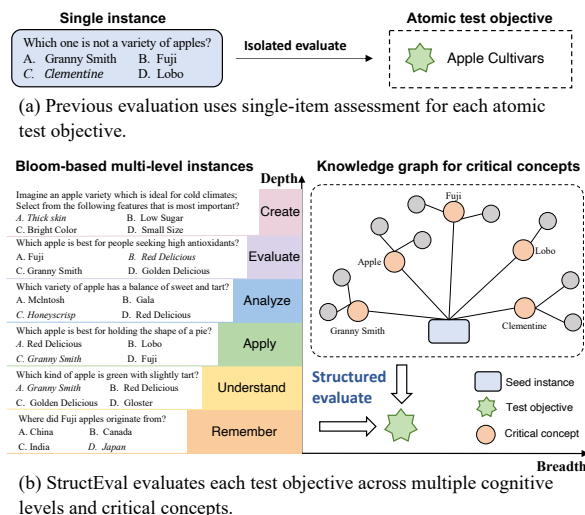 Single instance
Which one is not a variety of apples?
A. Granny Smith B. Fuji
C. Clementine D. Lobo
Isolated evaluate
Atomic test objective
Apple Cultivars
(a) Previous evaluation uses single-item assessment for each atomic
test objective.
Bloom-based multi-level instances
Depth
Knowledge graph for critical concepts
Imagine an apple variety which is ideal for cold climates;
Select from the following features that is most important?
A. Thick skin B. Low Sugar
C. Bright Color D. Small Size
Create
Which apple is best for people seeking high antioxidants?
A. Fuji B. Red Delicious
C. Granny Smith D. Golden Delicious
Evaluate
Which variety of apple has a balance of sweet and tart?
A. McIntosh B. Gala
C. Honeycrisp D. Red Delicious
Analyze
Which apple is best for holding the shape of a pie?
A. Red Delicious B. Lobo
C. Granny Smith D. Fuji
Apply
Which kind of apple is green with slightly tart?
A. Granny Smith B. Red Delicious
C. Golden Delicious D. Gloster
Understand
Where did Fuji apples originate from?
A. China B. Canada
C. India D. Japan
Remember
Fuji
Apple
Lobo
Granny Smith
Clementine
Structured
evaluate
Seed instance
Test objective
Critical concept
Breadth
(b) StructEval evaluates each test objective across multiple cognitive
levels and critical concepts.